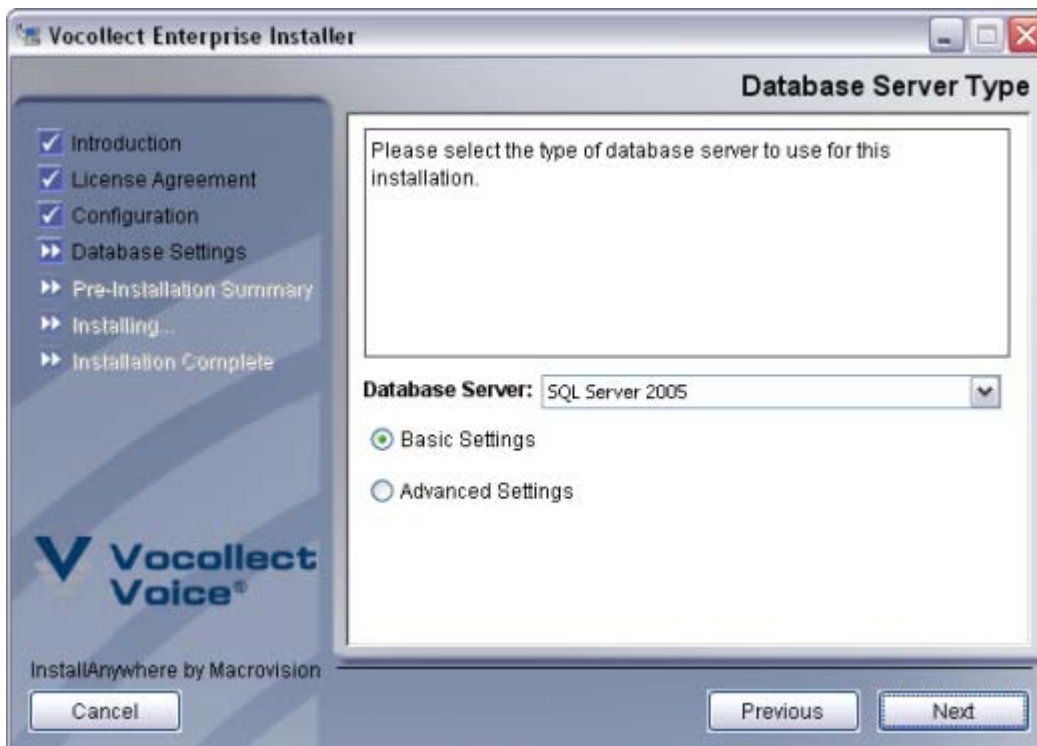 Vocollect Enterprise Installer
Database Server Type
Introduction
License Agreement
Configuration
Database Settings
Pre-Installation Summary
Installing...
Installation Complete
Please select the type of database server to use for this
installation.
Database Server: SQL Server 2005
Basic Settings
Advanced Settings
Vocollect
Voice®
InstallAnywhere by Macrovision
Cancel
Previous
Next